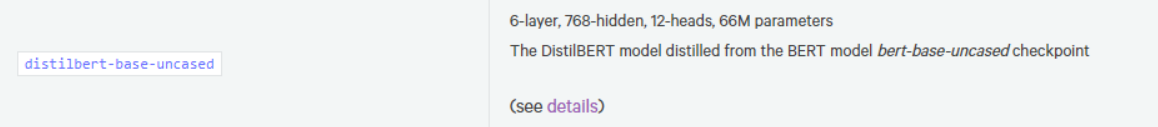 6-layer, 768-hidden, 12-heads, 66M parameters
The DistilBERT model distilled from the BERT model bert-base-uncased checkpoint
distilbert-base-uncased
(see details)